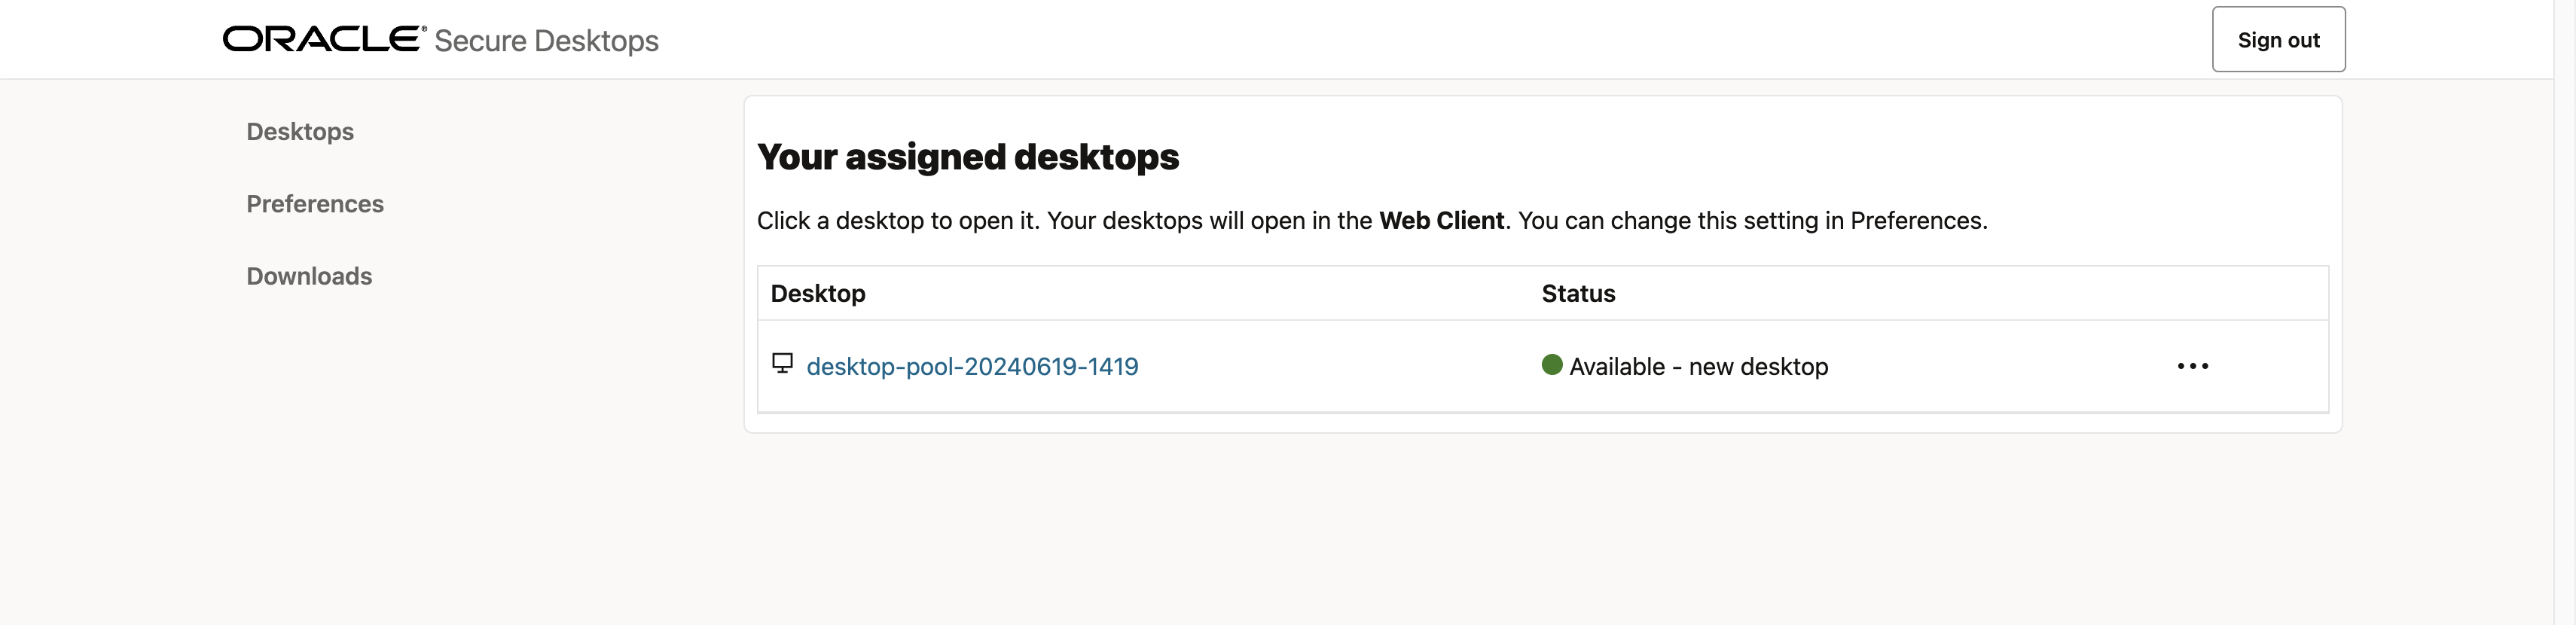 ORACLE® Secure Desktops
Sign out
Desktops
Preferences
Downloads
Your assigned desktops
Click a desktop to open it. Your desktops will open in the Web Client. You can change this setting in Preferences.
Desktop Status
desktop-pool-20240619-1419 Available - new desktop